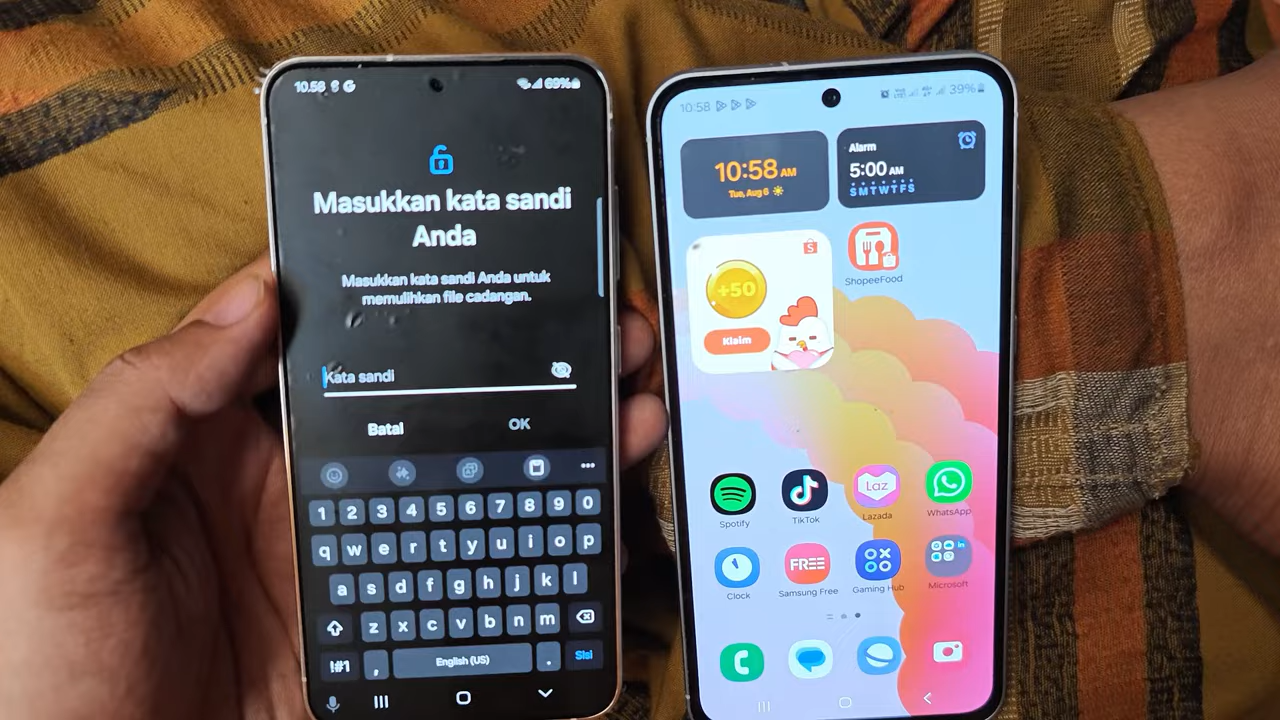 10.58 G
69%
Masukkan kata sandi
Anda
Masukkan kata sandi Anda untuk
memulihkan file cadangan.
Kata sandi
Batal OK
1 2 3 4 5 6 7 8 9 0
q w e r t y u i o p
a s d f g h j k l
z x c v b n m
!#1 , English (US) . Sisi
10:58
39%
10:58 AM
Tue, Aug 6
Alarm
5:00 AM
S M T W T F S
+50
Klaim
S
ShopeeFood
Laz
Spotify TikTok Lazada WhatsApp
FREE
Clock Samsung Free Gaming Hub Microsoft